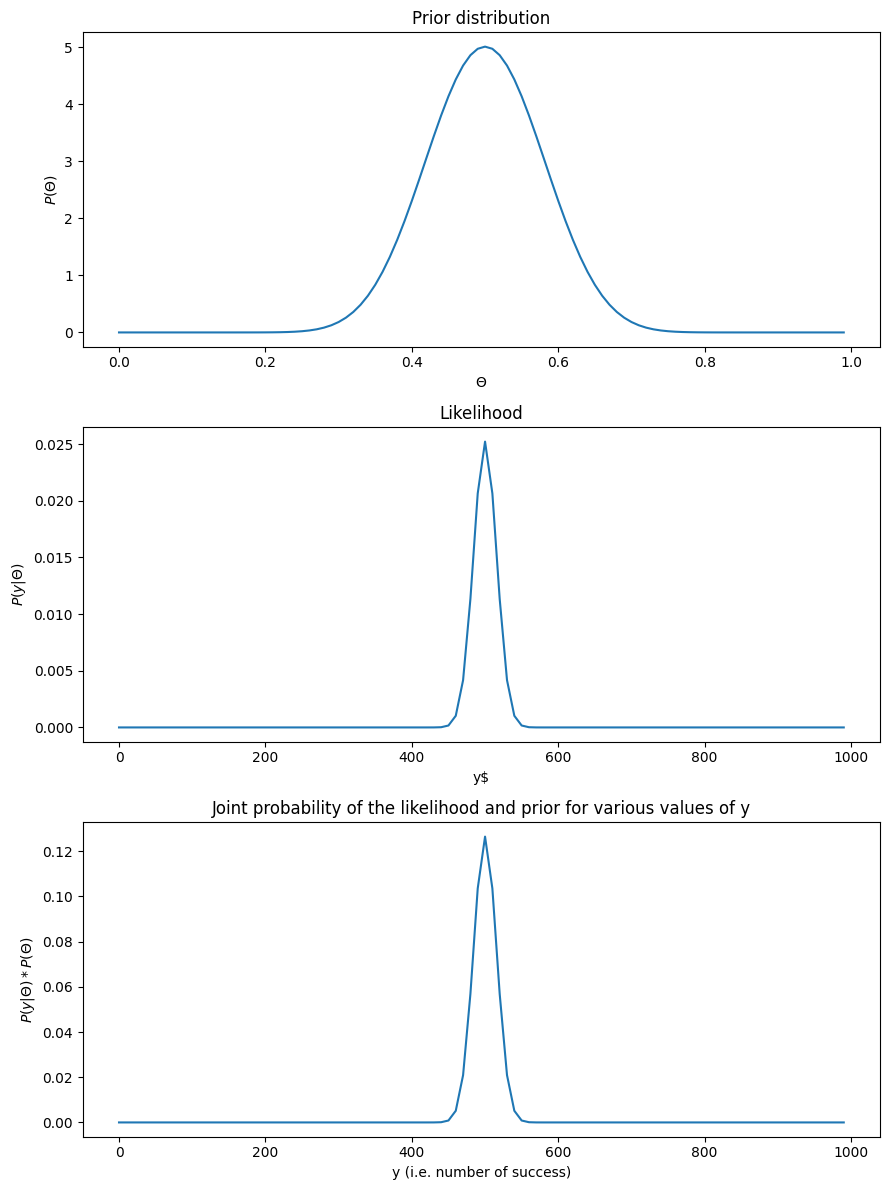 Prior distribution
5
4
3
2
1
0
P(Θ)
0.0 0.2 0.4 0.6 0.8 1.0
Θ
Likelihood
0.025
0.020
0.015
0.010
0.005
0.000
P(y|Θ)
0 200 400 600 800 1000
y$
Joint probability of the likelihood and prior for various values of y
0.12
0.10
0.08
0.06
0.04
0.02
0.00
P(y|Θ) * P(Θ)
0 200 400 600 800 1000
y (i.e. number of success)